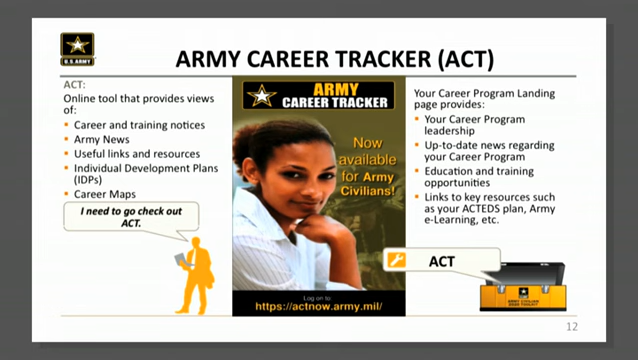 U.S.ARMY
ARMY CAREER TRACKER (ACT)
ACT:
Online tool that provides views
of:
Career and training notices
Army News
Useful links and resources
Individual Development Plans
(IDPs)
Career Maps
I need to go check out
ACT.
ARMY
CAREER TRACKER
Now
available
for Army
Civilians!
Log on to
https://actnow.army.mil/
Your Career Program Landing
page provides:
Your Career Program
leadership
Up-to-date news regarding
your Career Program
Education and training
opportunities
Links to key resources such
as your ACTEDS plan, Army
e-Learning, etc.
ACT
ARMY CIVILIAN
12